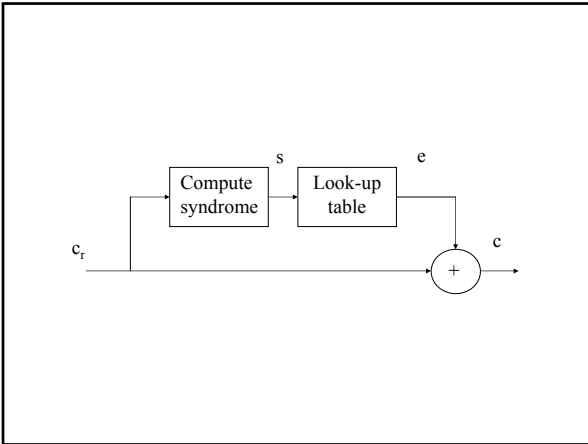 s
e
Compute
syndrome
Look-up
table
c
cᵣ
+